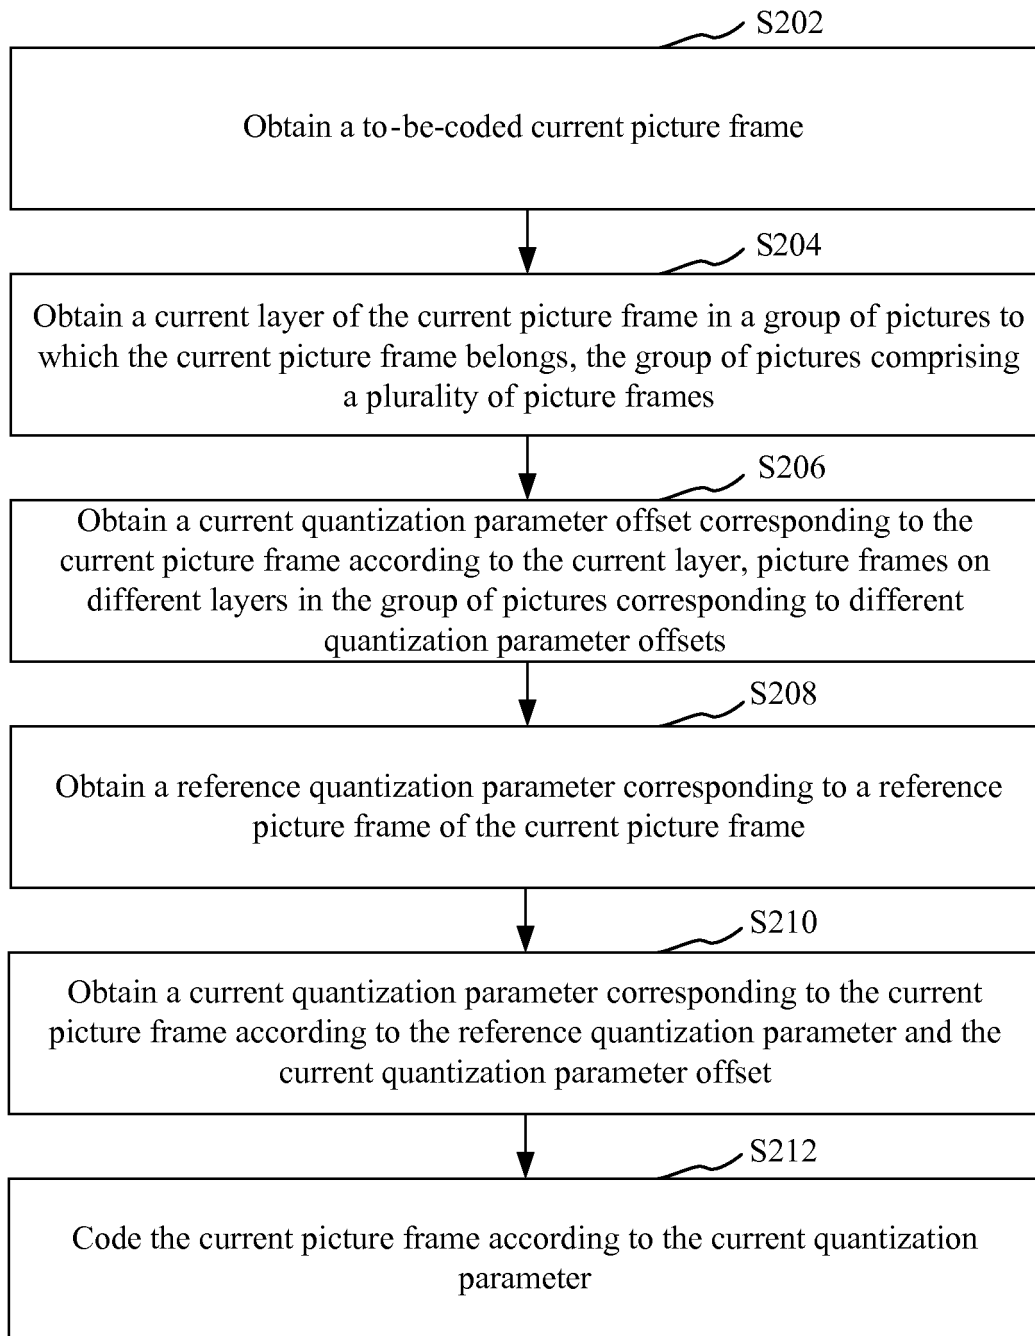 S202
Obtain a to-be-coded current picture frame
S204
Obtain a current layer of the current picture frame in a group of pictures to
which the current picture frame belongs, the group of pictures comprising
a plurality of picture frames
S206
Obtain a current quantization parameter offset corresponding to the
current picture frame according to the current layer, picture frames on
different layers in the group of pictures corresponding to different
quantization parameter offsets
S208
Obtain a reference quantization parameter corresponding to a reference
picture frame of the current picture frame
S210
Obtain a current quantization parameter corresponding to the current
picture frame according to the reference quantization parameter and the
current quantization parameter offset
S212
Code the current picture frame according to the current quantization
parameter